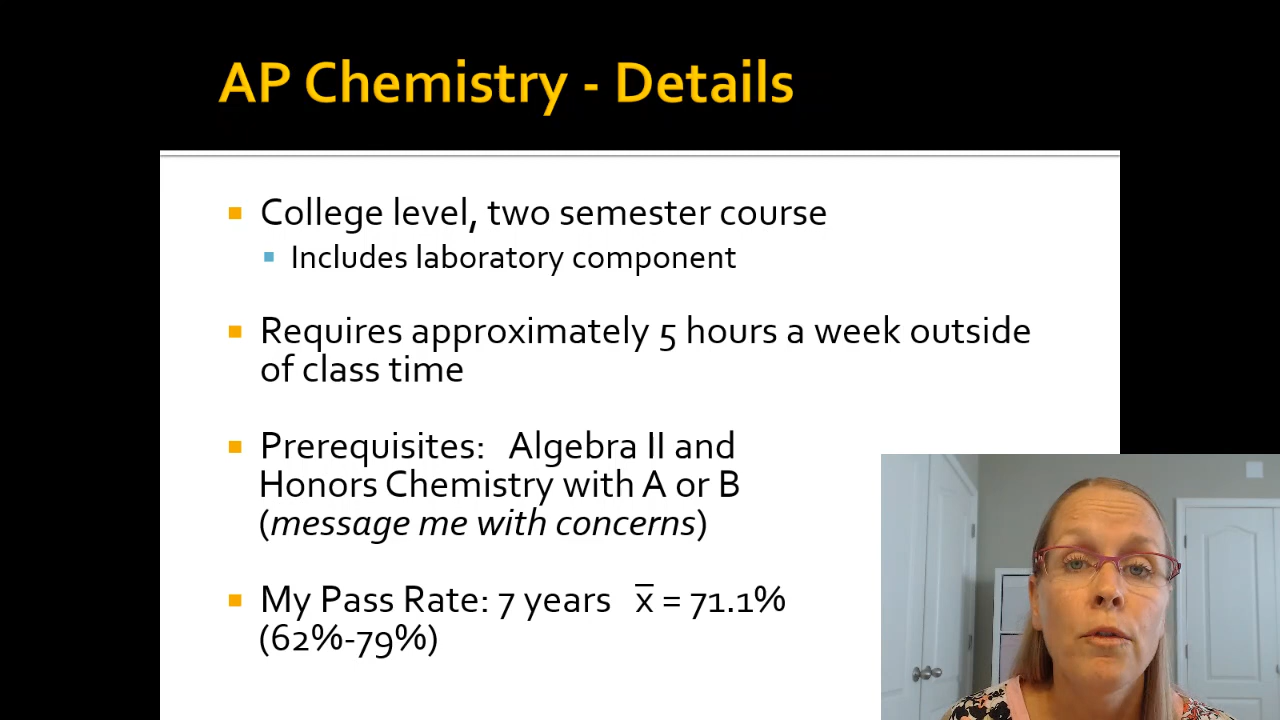 AP Chemistry - Details
College level, two semester course
Includes laboratory component
Requires approximately 5 hours a week outside
of class time
Prerequisites: Algebra II and
Honors Chemistry with A or B
(message me with concerns)
My Pass Rate: 7 years x̅ = 71.1%
(62%-79%)